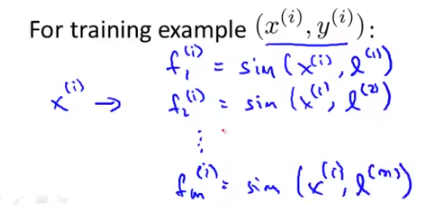 For training example (x^(i), y^(i)) :
f_1^(i) = sim(x^(i), l^(1))
x^(i) → f_2^(i) = sim(x^(i), l^(2))
⋮
f_m^(i) = sim(x^(i), l^(m))